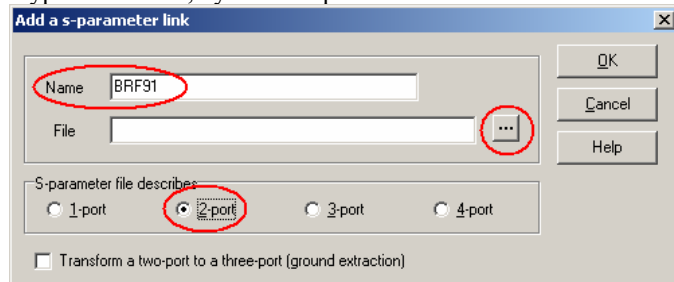 Add a s-parameter link
OK
Name BRF91
Cancel
File ...
Help
S-parameter file describes
1-port 2-port 3-port 4-port
Transform a two-port to a three-port (ground extraction)